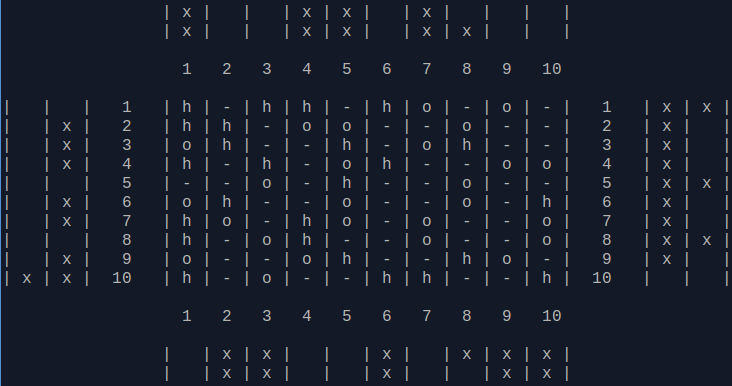 | x |   |   | x | x |   | x |   |   |   |
| x |   |   | x | x |   | x | x |   |   |
1   2   3   4   5   6   7   8   9   10
|   |   |   1   | h | - | h | h | - | h | o | - | o | - |   1   | x | x |
|   | x |   2   | h | h | - | o | o | - | - | o | - | - |   2   | x |   |
|   | x |   3   | o | h | - | - | h | - | o | h | - | - |   3   | x |   |
|   | x |   4   | h | - | h | - | o | h | - | - | o | o |   4   | x |   |
|   |   |   5   | - | - | o | - | h | - | - | o | - | - |   5   | x | x |
|   | x |   6   | o | h | - | - | o | - | - | o | - | h |   6   | x |   |
|   | x |   7   | h | o | - | h | o | - | o | - | - | o |   7   | x |   |
|   |   |   8   | h | - | o | h | - | - | o | - | - | o |   8   | x | x |
|   | x |   9   | o | - | - | o | h | - | - | h | o | - |   9   | x |   |
| x | x |  10   | h | - | o | - | - | h | h | - | - | h |  10   |   |   |
1   2   3   4   5   6   7   8   9   10
|   | x | x |   |   | x |   | x | x | x |
|   | x | x |   |   | x |   |   | x | x |